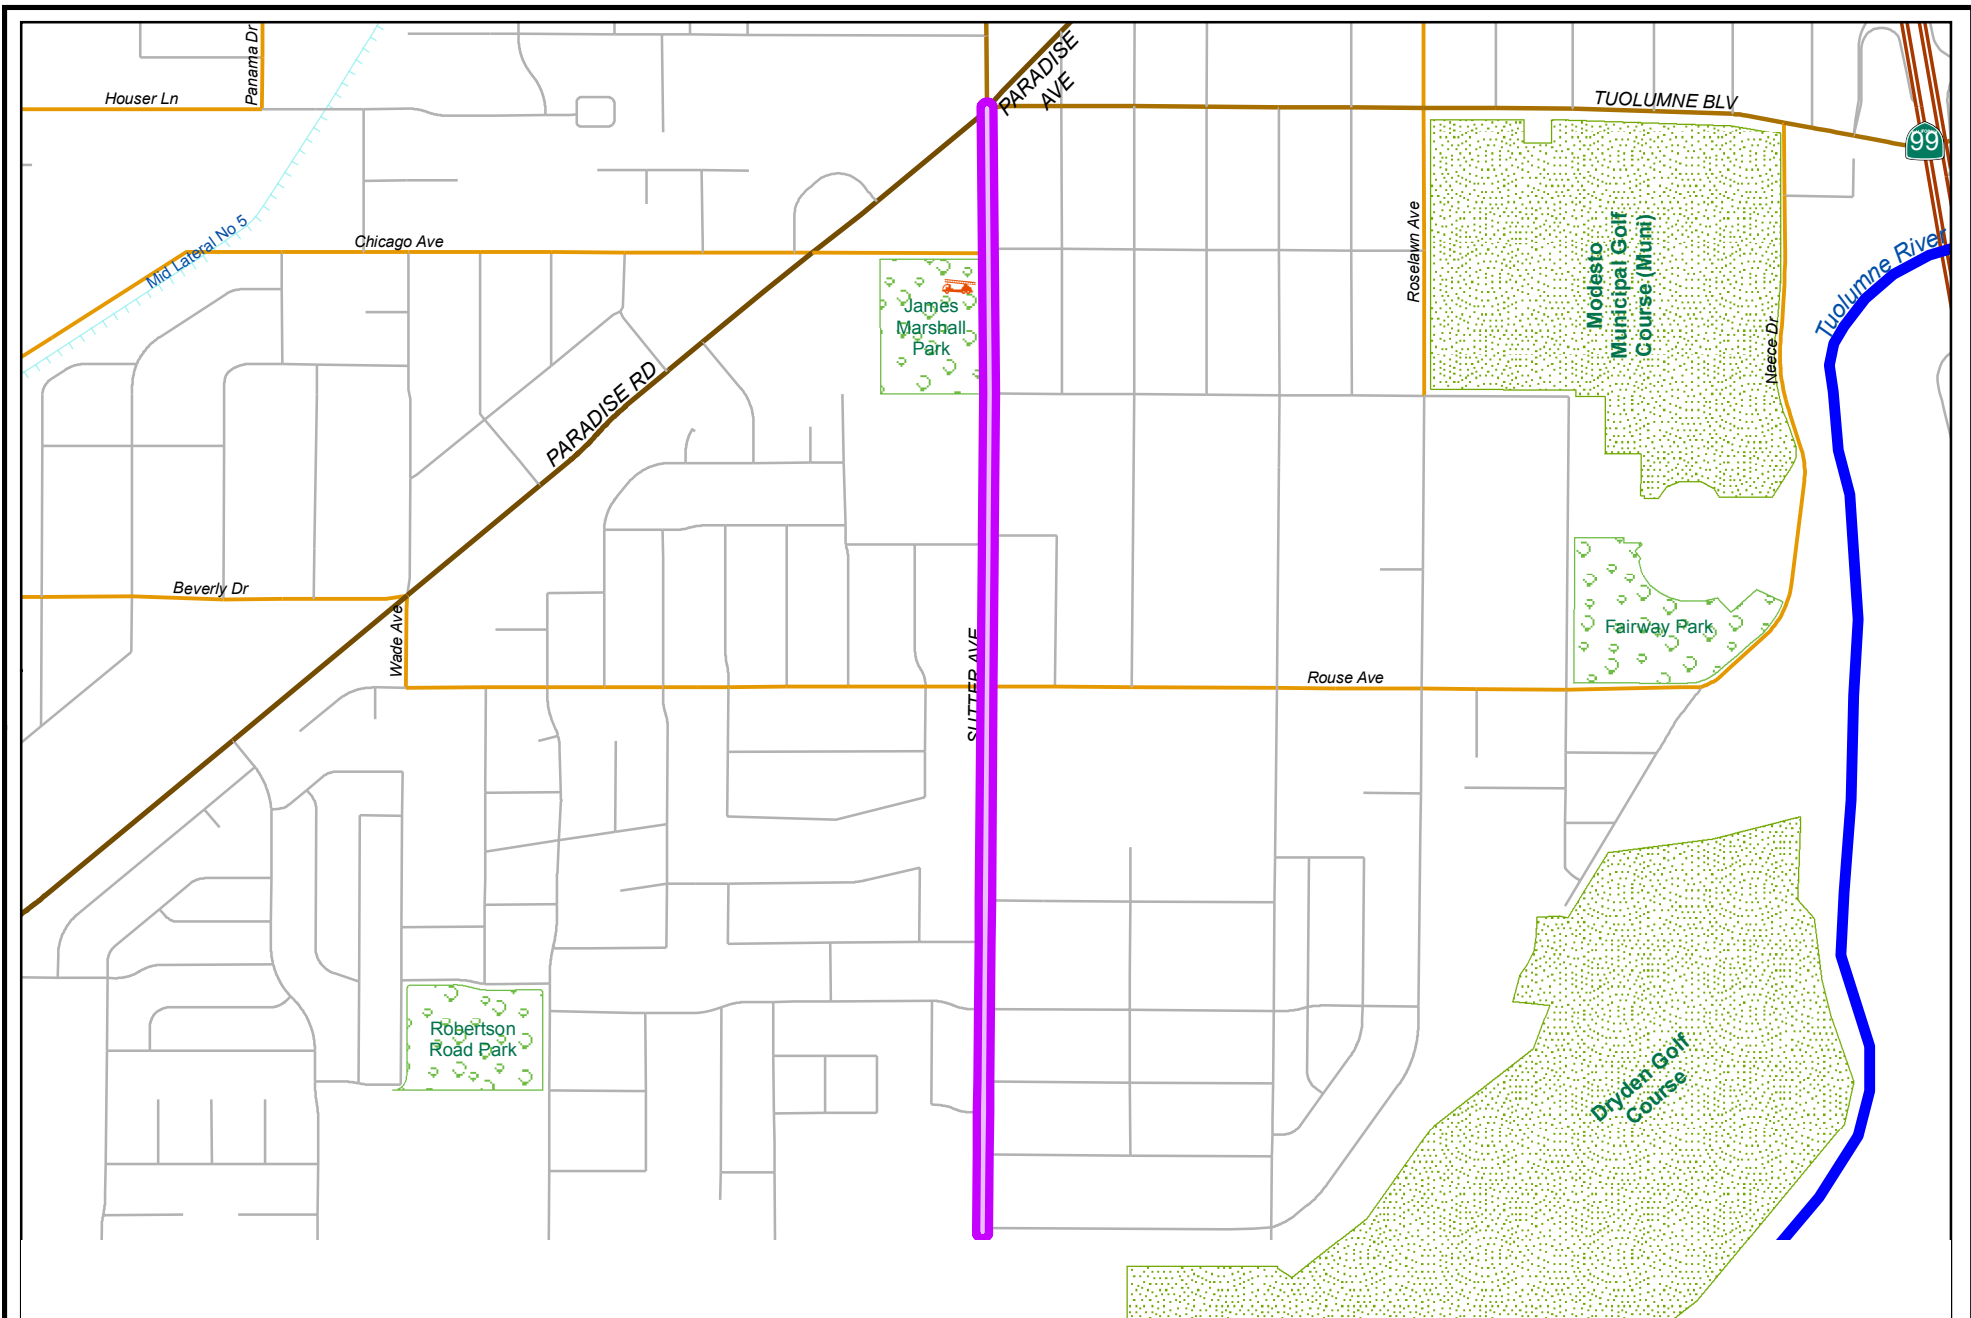 Panama Dr
Houser Ln
PARADISE
AVE
TUOLUMNE BLV
99
Mid Lateral No 5
Chicago Ave
Roselawn Ave
Modesto
Municipal Golf
Course (Muni)
Tuolumne River
James
Marshall
Park
Neece Dr
PARADISE RD
Beverly Dr
Wade Ave
SUTTER AVE
Fairway Park
Rouse Ave
Robertson
Road Park
Dryden Golf
Course